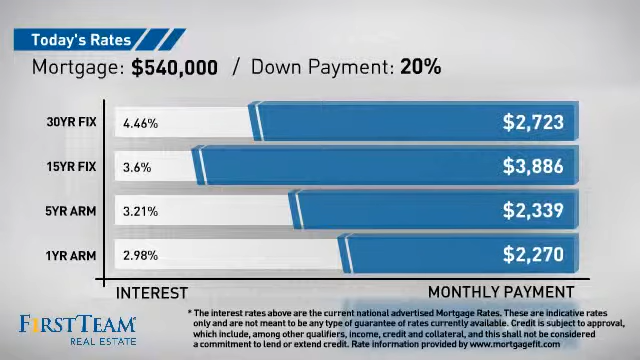 Today's Rates
Mortgage: $540,000 / Down Payment: 20%
30YR FIX 4.46% $2,723
15YR FIX 3.6% $3,886
5YR ARM 3.21% $2,339
1YR ARM 2.98% $2,270
INTEREST MONTHLY PAYMENT
FIRSTTEAM®
REAL ESTATE
* The interest rates above are the current national advertised Mortgage Rates. These are indicative rates
only and are not meant to be any type of guarantee of rates currently available. Credit is subject to approval,
which include, among other qualifiers, income, credit and collateral, and this shall not be considered
a commitment to lend or extend credit. Rate information provided by www.mortgagefit.com